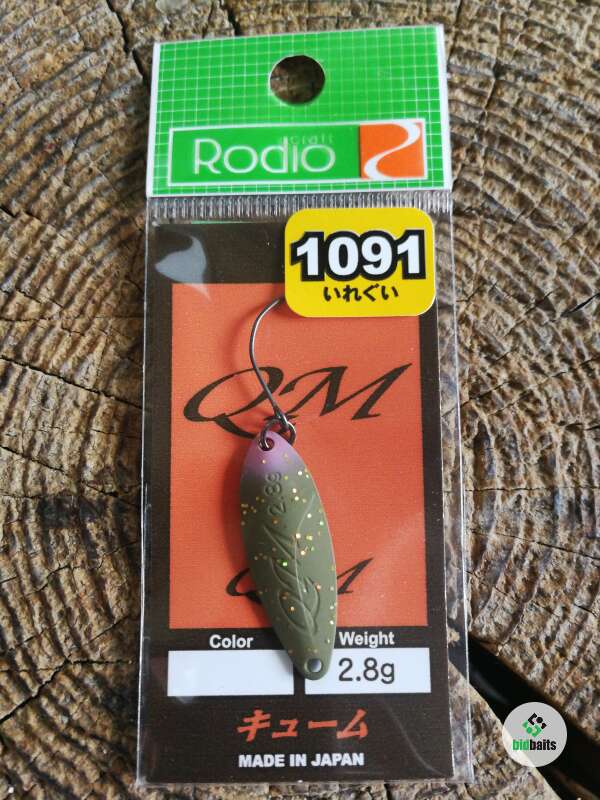 craft
Rodio
1091
いれぐい
QM
2.8g
QM
QM
Color
Weight
2.8g
キューム
MADE IN JAPAN
bidbaits